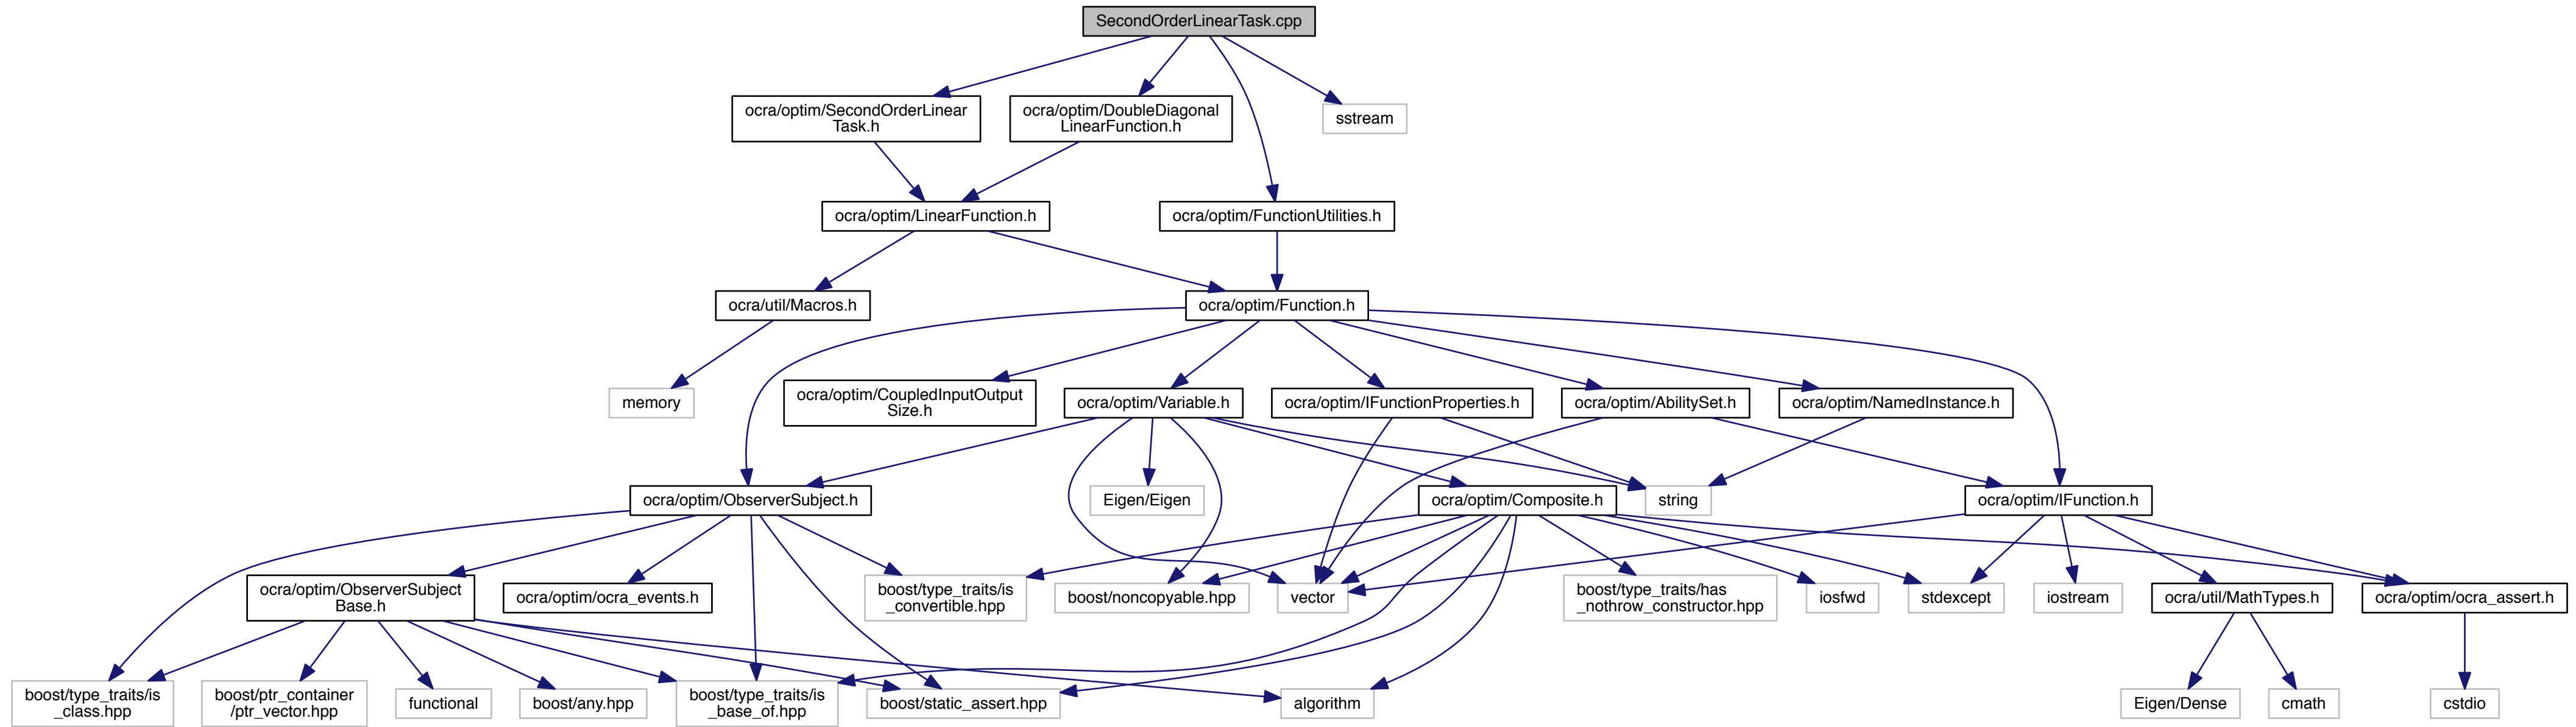 SecondOrderLinearTask.cpp
ocra/optim/SecondOrderLinear
Task.h
ocra/optim/DoubleDiagonal
LinearFunction.h
sstream
ocra/optim/LinearFunction.h
ocra/optim/FunctionUtilities.h
ocra/util/Macros.h
ocra/optim/Function.h
memory
ocra/optim/CoupledInputOutput
Size.h
ocra/optim/Variable.h
ocra/optim/IFunctionProperties.h
ocra/optim/AbilitySet.h
ocra/optim/NamedInstance.h
ocra/optim/ObserverSubject.h
Eigen/Eigen
ocra/optim/Composite.h
string
ocra/optim/IFunction.h
ocra/optim/ObserverSubject
Base.h
ocra/optim/ocra_events.h
boost/type_traits/is
_convertible.hpp
boost/noncopyable.hpp
vector
boost/type_traits/has
_nothrow_constructor.hpp
iosfwd
stdexcept
iostream
ocra/util/MathTypes.h
ocra/optim/ocra_assert.h
boost/type_traits/is
_class.hpp
boost/ptr_container
/ptr_vector.hpp
functional
boost/any.hpp
boost/type_traits/is
_base_of.hpp
boost/static_assert.hpp
algorithm
Eigen/Dense
cmath
cstdio